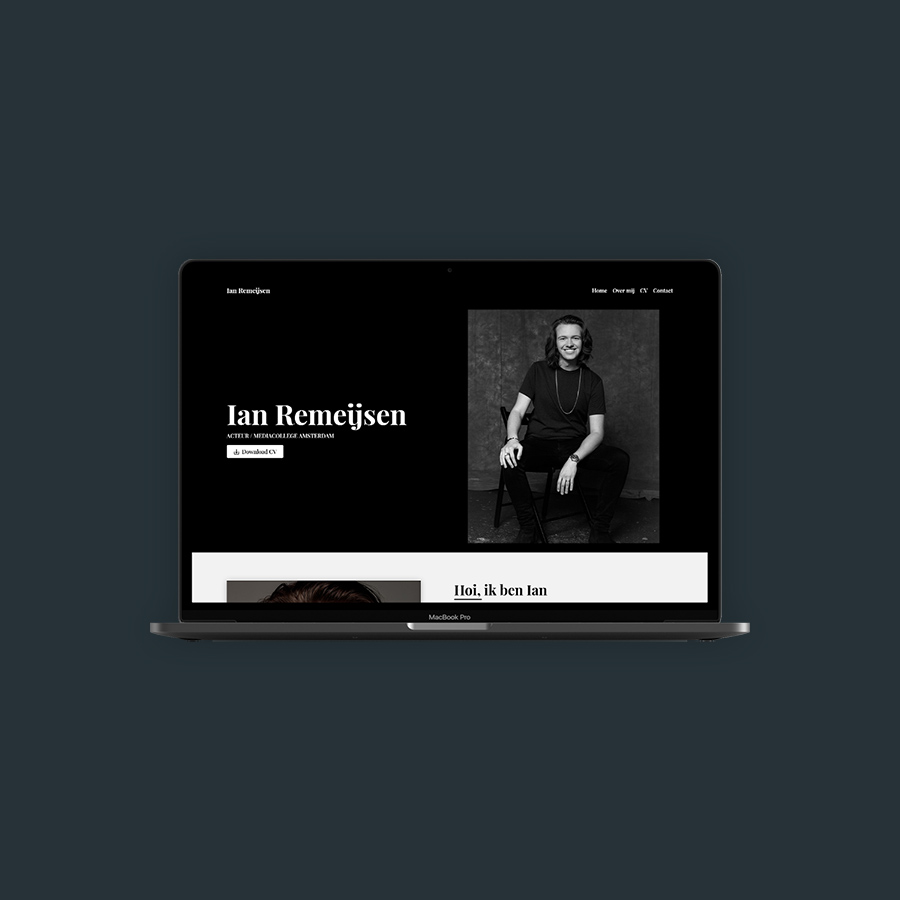 Ian Remeijsen
Home Over mij CV Contact
Ian Remeijsen
ACTEUR / MEDIACOLLEGE AMSTERDAM
Download CV
Hoi, ik ben Ian
MacBook Pro